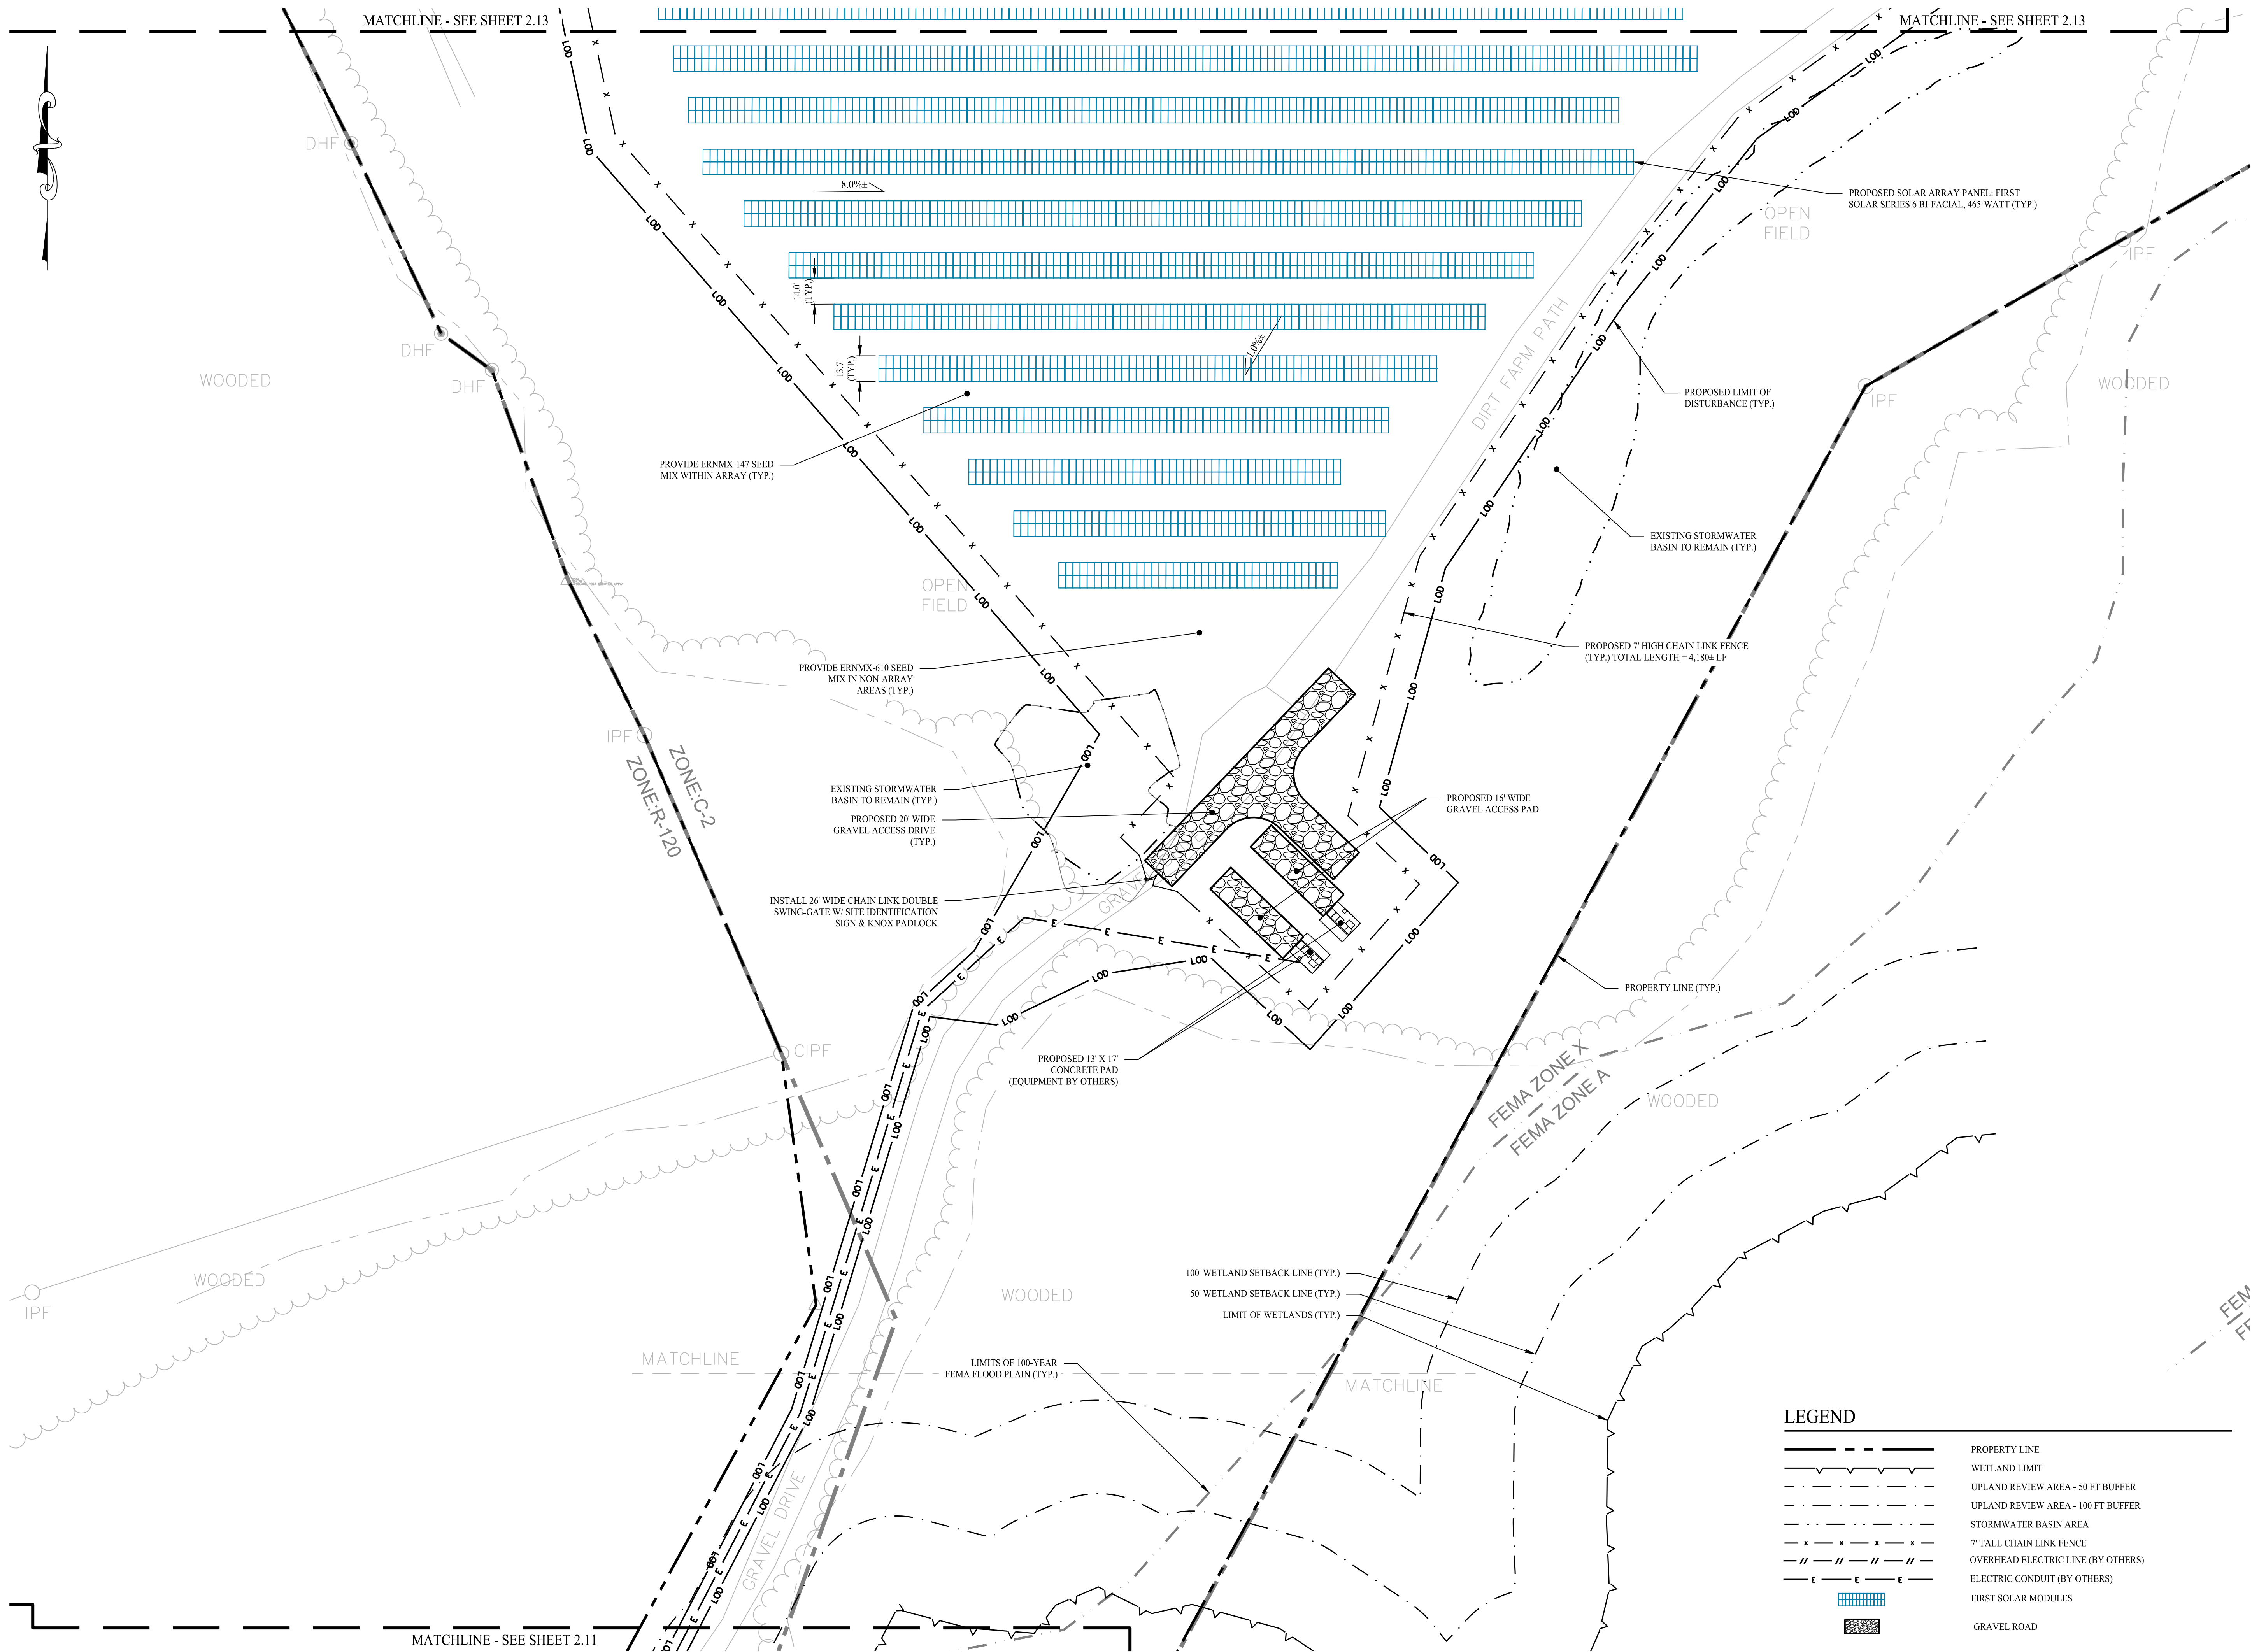 MATCHLINE - SEE SHEET 2.13
MATCHLINE - SEE SHEET 2.13
LOD
DHF
8.0%±
PROPOSED SOLAR ARRAY PANEL: FIRST
SOLAR SERIES 6 BI-FACIAL, 465-WATT (TYP.)
OPEN
FIELD
IPF
14.0'
(TYP.)
DIRT FARM PATH
1.0%±
13.7'
(TYP.)
DHF
DHF
WOODED
WOODED
IPF
PROPOSED LIMIT OF
DISTURBANCE (TYP.)
PROVIDE ERNMX-147 SEED
MIX WITHIN ARRAY (TYP.)
EXISTING STORMWATER
BASIN TO REMAIN (TYP.)
OPEN
FIELD
PROPOSED 7' HIGH CHAIN LINK FENCE
(TYP.) TOTAL LENGTH = 4,180± LF
PROVIDE ERNMX-610 SEED
MIX IN NON-ARRAY
AREAS (TYP.)
IPF
ZONE:C-2
ZONE:R-120
EXISTING STORMWATER
BASIN TO REMAIN (TYP.)
PROPOSED 20' WIDE
GRAVEL ACCESS DRIVE
(TYP.)
PROPOSED 16' WIDE
GRAVEL ACCESS PAD
INSTALL 26' WIDE CHAIN LINK DOUBLE
SWING-GATE W/ SITE IDENTIFICATION
SIGN & KNOX PADLOCK
PROPERTY LINE (TYP.)
CIPF
PROPOSED 13' X 17'
CONCRETE PAD
(EQUIPMENT BY OTHERS)
FEMA ZONE X
FEMA ZONE A
WOODED
WOODED
IPF
WOODED
100' WETLAND SETBACK LINE (TYP.)
50' WETLAND SETBACK LINE (TYP.)
LIMIT OF WETLANDS (TYP.)
MATCHLINE
LIMITS OF 100-YEAR
FEMA FLOOD PLAIN (TYP.)
MATCHLINE
GRAVEL DRIVE
LEGEND
PROPERTY LINE
WETLAND LIMIT
UPLAND REVIEW AREA - 50 FT BUFFER
UPLAND REVIEW AREA - 100 FT BUFFER
STORMWATER BASIN AREA
7' TALL CHAIN LINK FENCE
OVERHEAD ELECTRIC LINE (BY OTHERS)
ELECTRIC CONDUIT (BY OTHERS)
FIRST SOLAR MODULES
GRAVEL ROAD
MATCHLINE - SEE SHEET 2.11